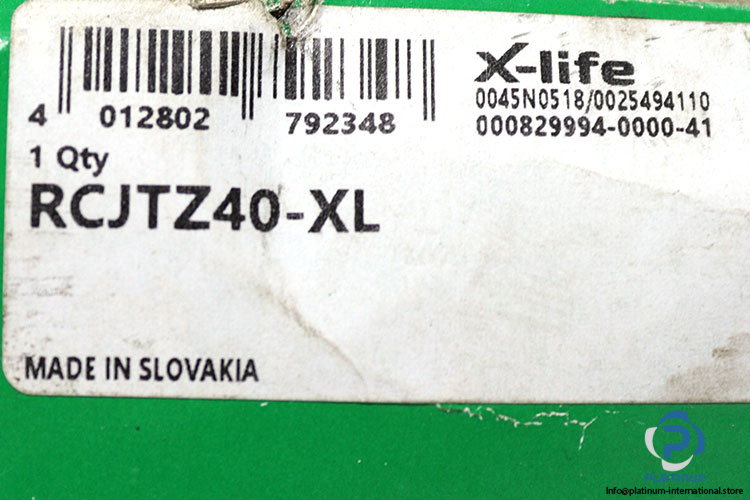 X-life
0045N0518/0025494110
000829994-0000-41
4 012802 792348
1 Qty
RCJTZ40-XL
MADE IN SLOVAKIA
PLATINUM
Info@platinum-international.store